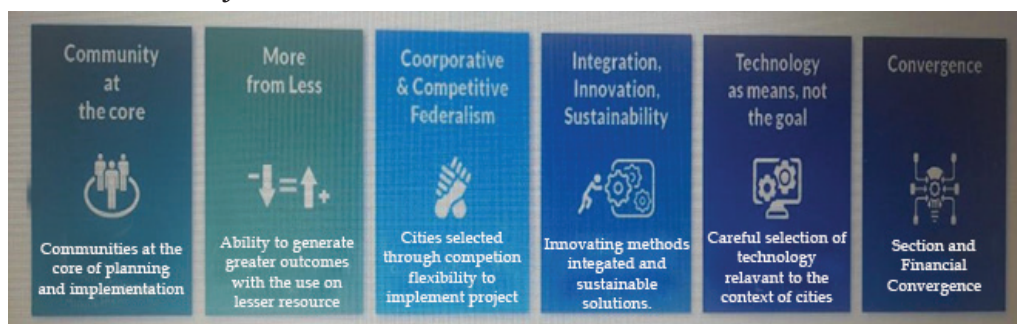 Community
at
the core
Communities at the
core of planning
and implementation
More
from Less
Ability to generate
greater outcomes
with the use on
lesser resource
Coorporative
& Competitive
Federalism
Cities selected
through competion
flexibility to
implement project
Integration,
Innovation,
Sustainability
Innovating methods
integated and
sustainable
solutions.
Technology
as means, not
the goal
Careful selection of
technology
relavant to the
context of cities
Convergence
Section and
Financial
Convergence